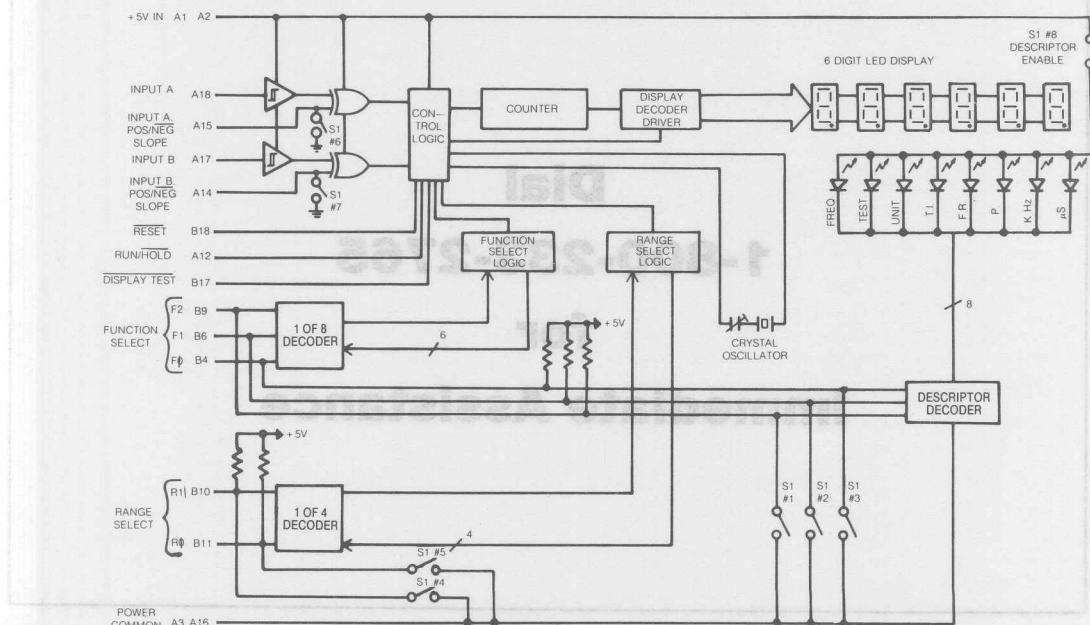 +5V IN A1 A2
S1 #8
DESCRIPTOR
ENABLE
6 DIGIT LED DISPLAY
INPUT A A18
INPUT A.
POS/NEG
SLOPE
A15
S1
#6
INPUT B A17
INPUT B.
POS/NEG
SLOPE
A14
S1
#7
CON-
TROL
LOGIC
COUNTER
DISPLAY
DECODER
DRIVER
FREQ
TEST
UNIT
T.I.
F.R.
P
K Hz
µS
RESET B18
RUN/HOLD A12
DISPLAY TEST B17
FUNCTION
SELECT
LOGIC
RANGE
SELECT
LOGIC
Dial
1-800-23 -2766
for
Immediate Assistance
FUNCTION
SELECT
F2 B9
F1 B6
FO B4
1 OF 8
DECODER
6
+5V
CRYSTAL
OSCILLATOR
8
DESCRIPTOR
DECODER
+5V
RANGE
SELECT
R1 B10
RO B11
1 OF 4
DECODER
4
S1 #5
S1 #4
S1
#1
S1
#2
S1
#3
POWER
COMMON A3 A16